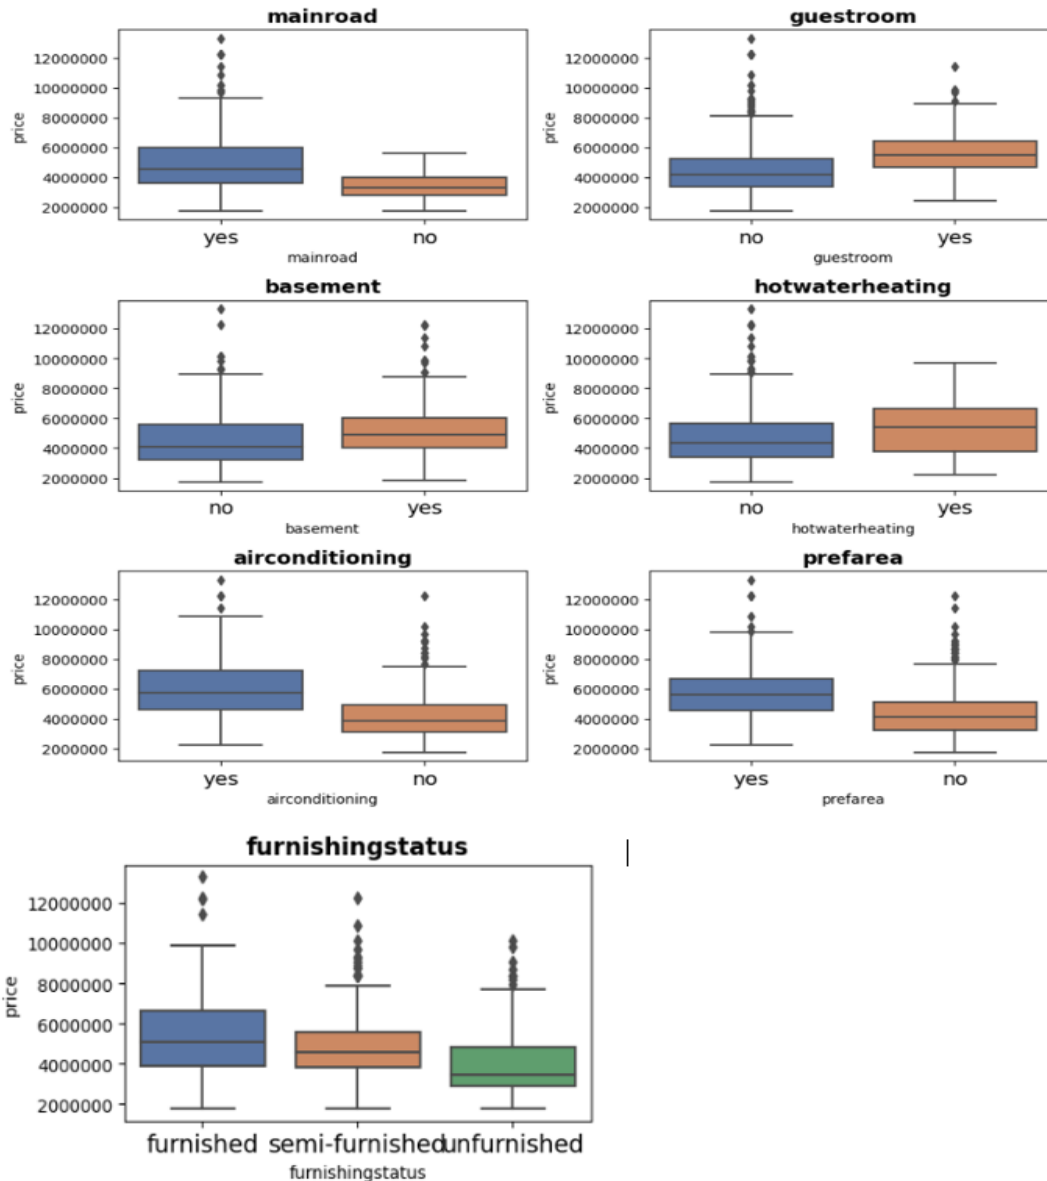 mainroad
price
12000000
10000000
8000000
6000000
4000000
2000000
yes no
mainroad
guestroom
price
12000000
10000000
8000000
6000000
4000000
2000000
no yes
guestroom
basement
price
12000000
10000000
8000000
6000000
4000000
2000000
no yes
basement
hotwaterheating
price
12000000
10000000
8000000
6000000
4000000
2000000
no yes
hotwaterheating
airconditioning
price
12000000
10000000
8000000
6000000
4000000
2000000
yes no
airconditioning
prefarea
price
12000000
10000000
8000000
6000000
4000000
2000000
yes no
prefarea
furnishingstatus
price
12000000
10000000
8000000
6000000
4000000
2000000
furnished semi-furnished unfurnished
furnishingstatus